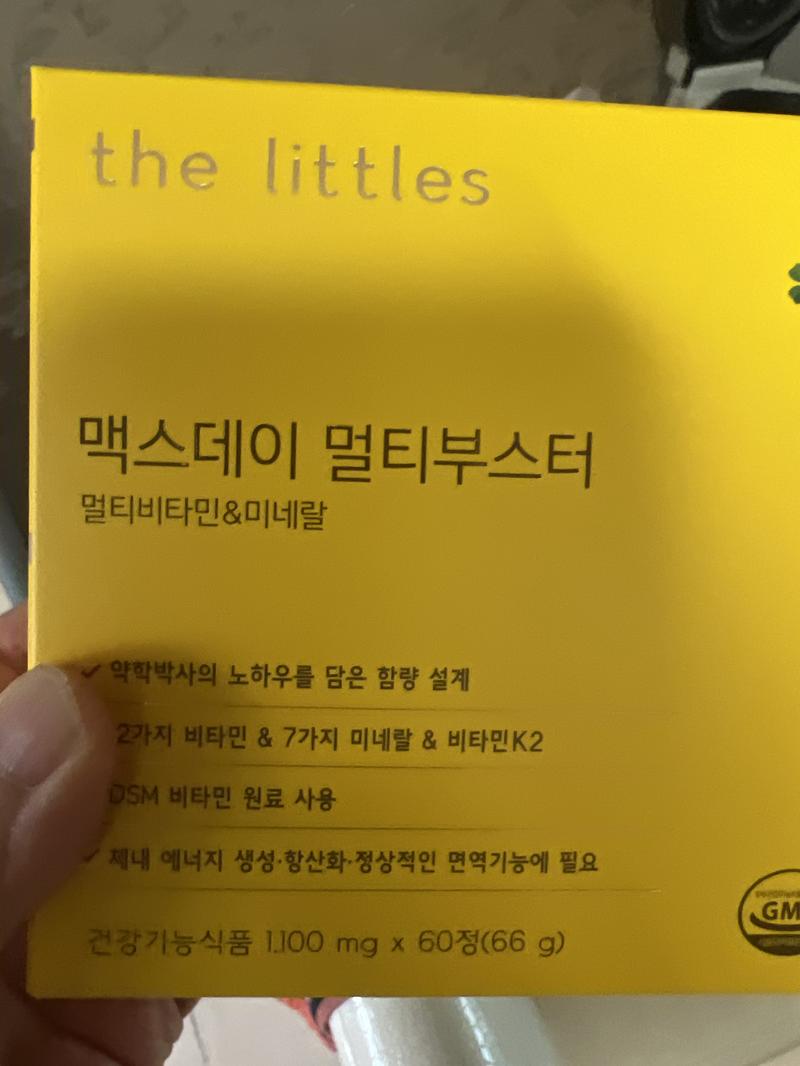 the littles
맥스데이 멀티부스터
멀티비타민&미네랄
약학박사의 노하우를 담은 함량 설계
2가지 비타민 & 7가지 미네랄 & 비타민K2
DSM 비타민 원료 사용
체내 에너지 생성·항산화·정상적인 면역기능에 필요
건강기능식품 1,100 mg x 60정(66 g)
GM